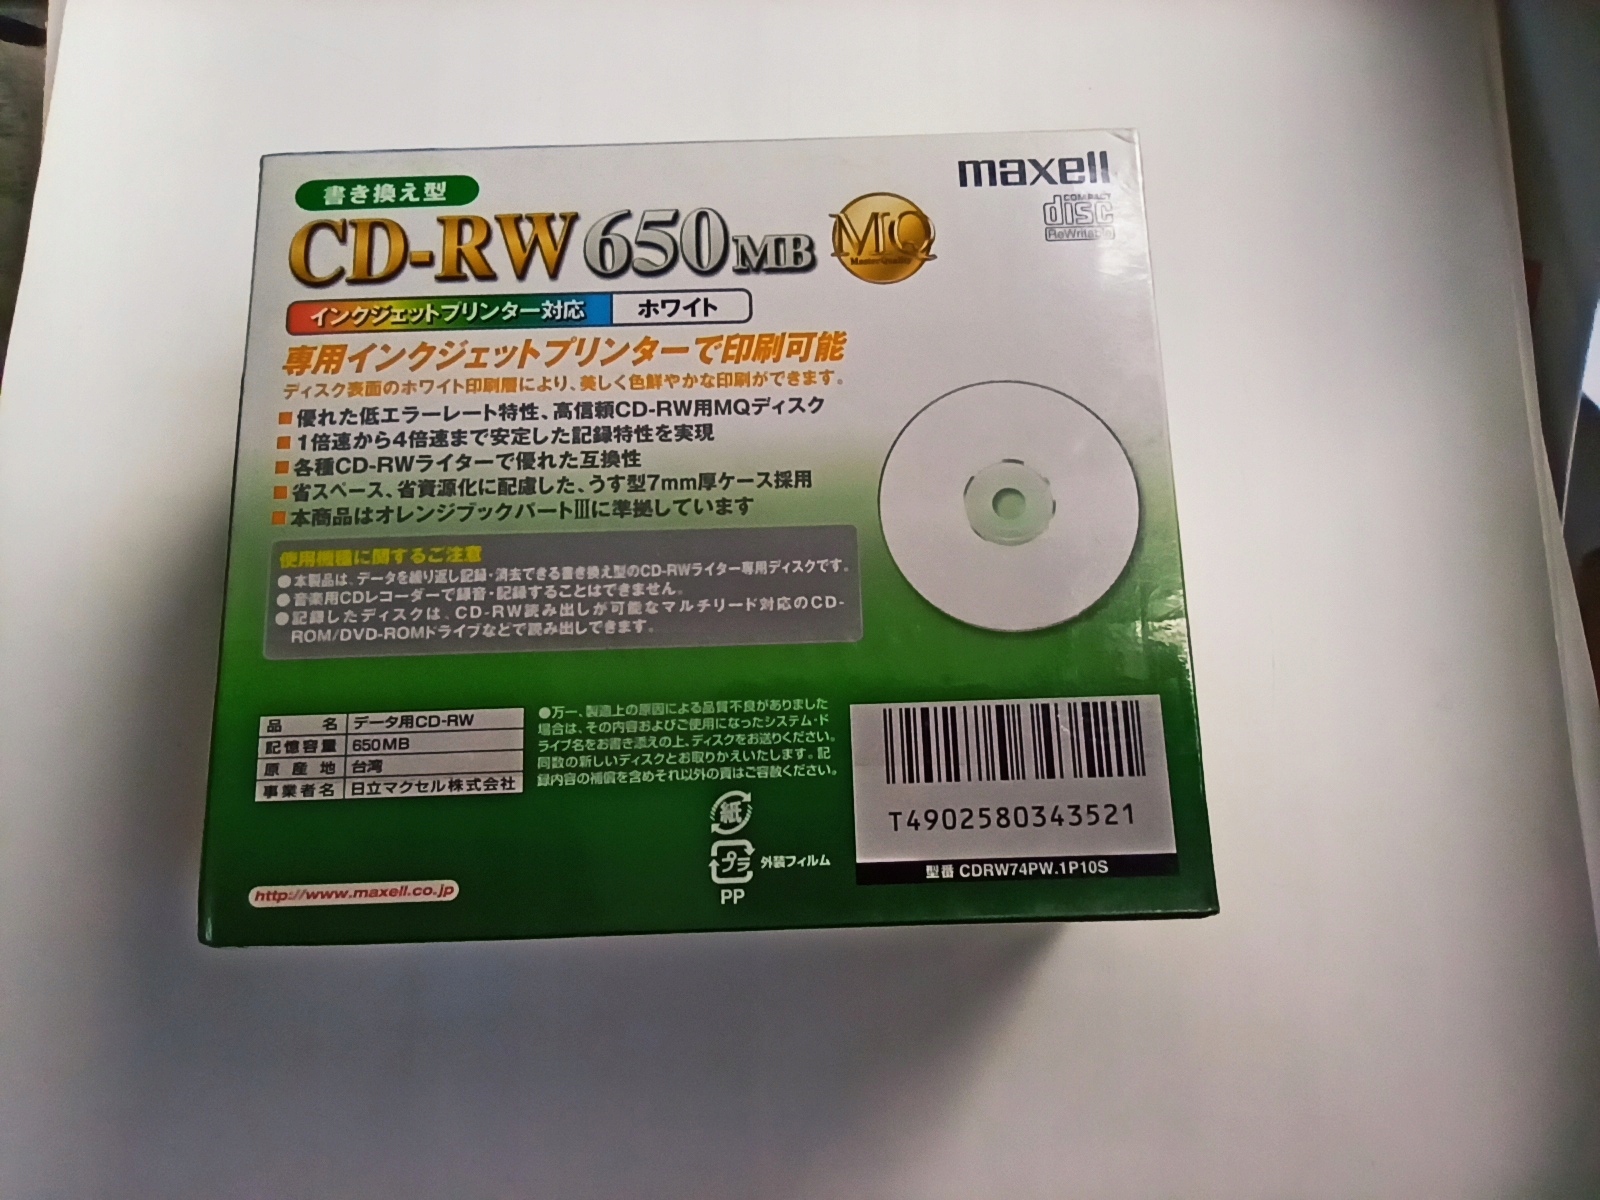 書き換え型
maxell
CD-RW 650MB
MQ
MasterQuality
COMPACT
disc
ReWritable
インクジェットプリンター対応 ホワイト
専用インクジェットプリンターで印刷可能
ディスク表面のホワイト印刷層により、美しく色鮮やかな印刷ができます。
■優れた低エラーレート特性、高信頼CD-RW用MQディスク
■1倍速から4倍速まで安定した記録特性を実現
■各種CD-RWライターで優れた互換性
■省スペース、省資源化に配慮した、うす型7mm厚ケース採用
■本商品はオレンジブックパートⅢに準拠しています
使用機種に関するご注意
●本製品は、データを繰り返し記録・消去できる書き換え型のCD-RWライター専用ディスクです。
●音楽用CDレコーダーで録音・記録することはできません。
●記録したディスクは、CD-RW読み出しが可能なマルチリード対応のCD-
ROM/DVD-ROMドライブなどで読み出しできます。
品名 データ用CD-RW
記憶容量 650MB
原産地 台湾
事業者名 日立マクセル株式会社
●万一、製造上の原因による品質不良がありました
場合は、その内容およびご使用になったシステム・ド
ライブ名をお書き添えの上、ディスクをお送りください。
同数の新しいディスクとお取りかえいたします。記
録内容の補償を含めそれ以外の責はご容赦ください。
紙
プラ 外装フィルム
PP
T4902580343521
型番 CDRW74PW.1P10S
http://www.maxell.co.jp